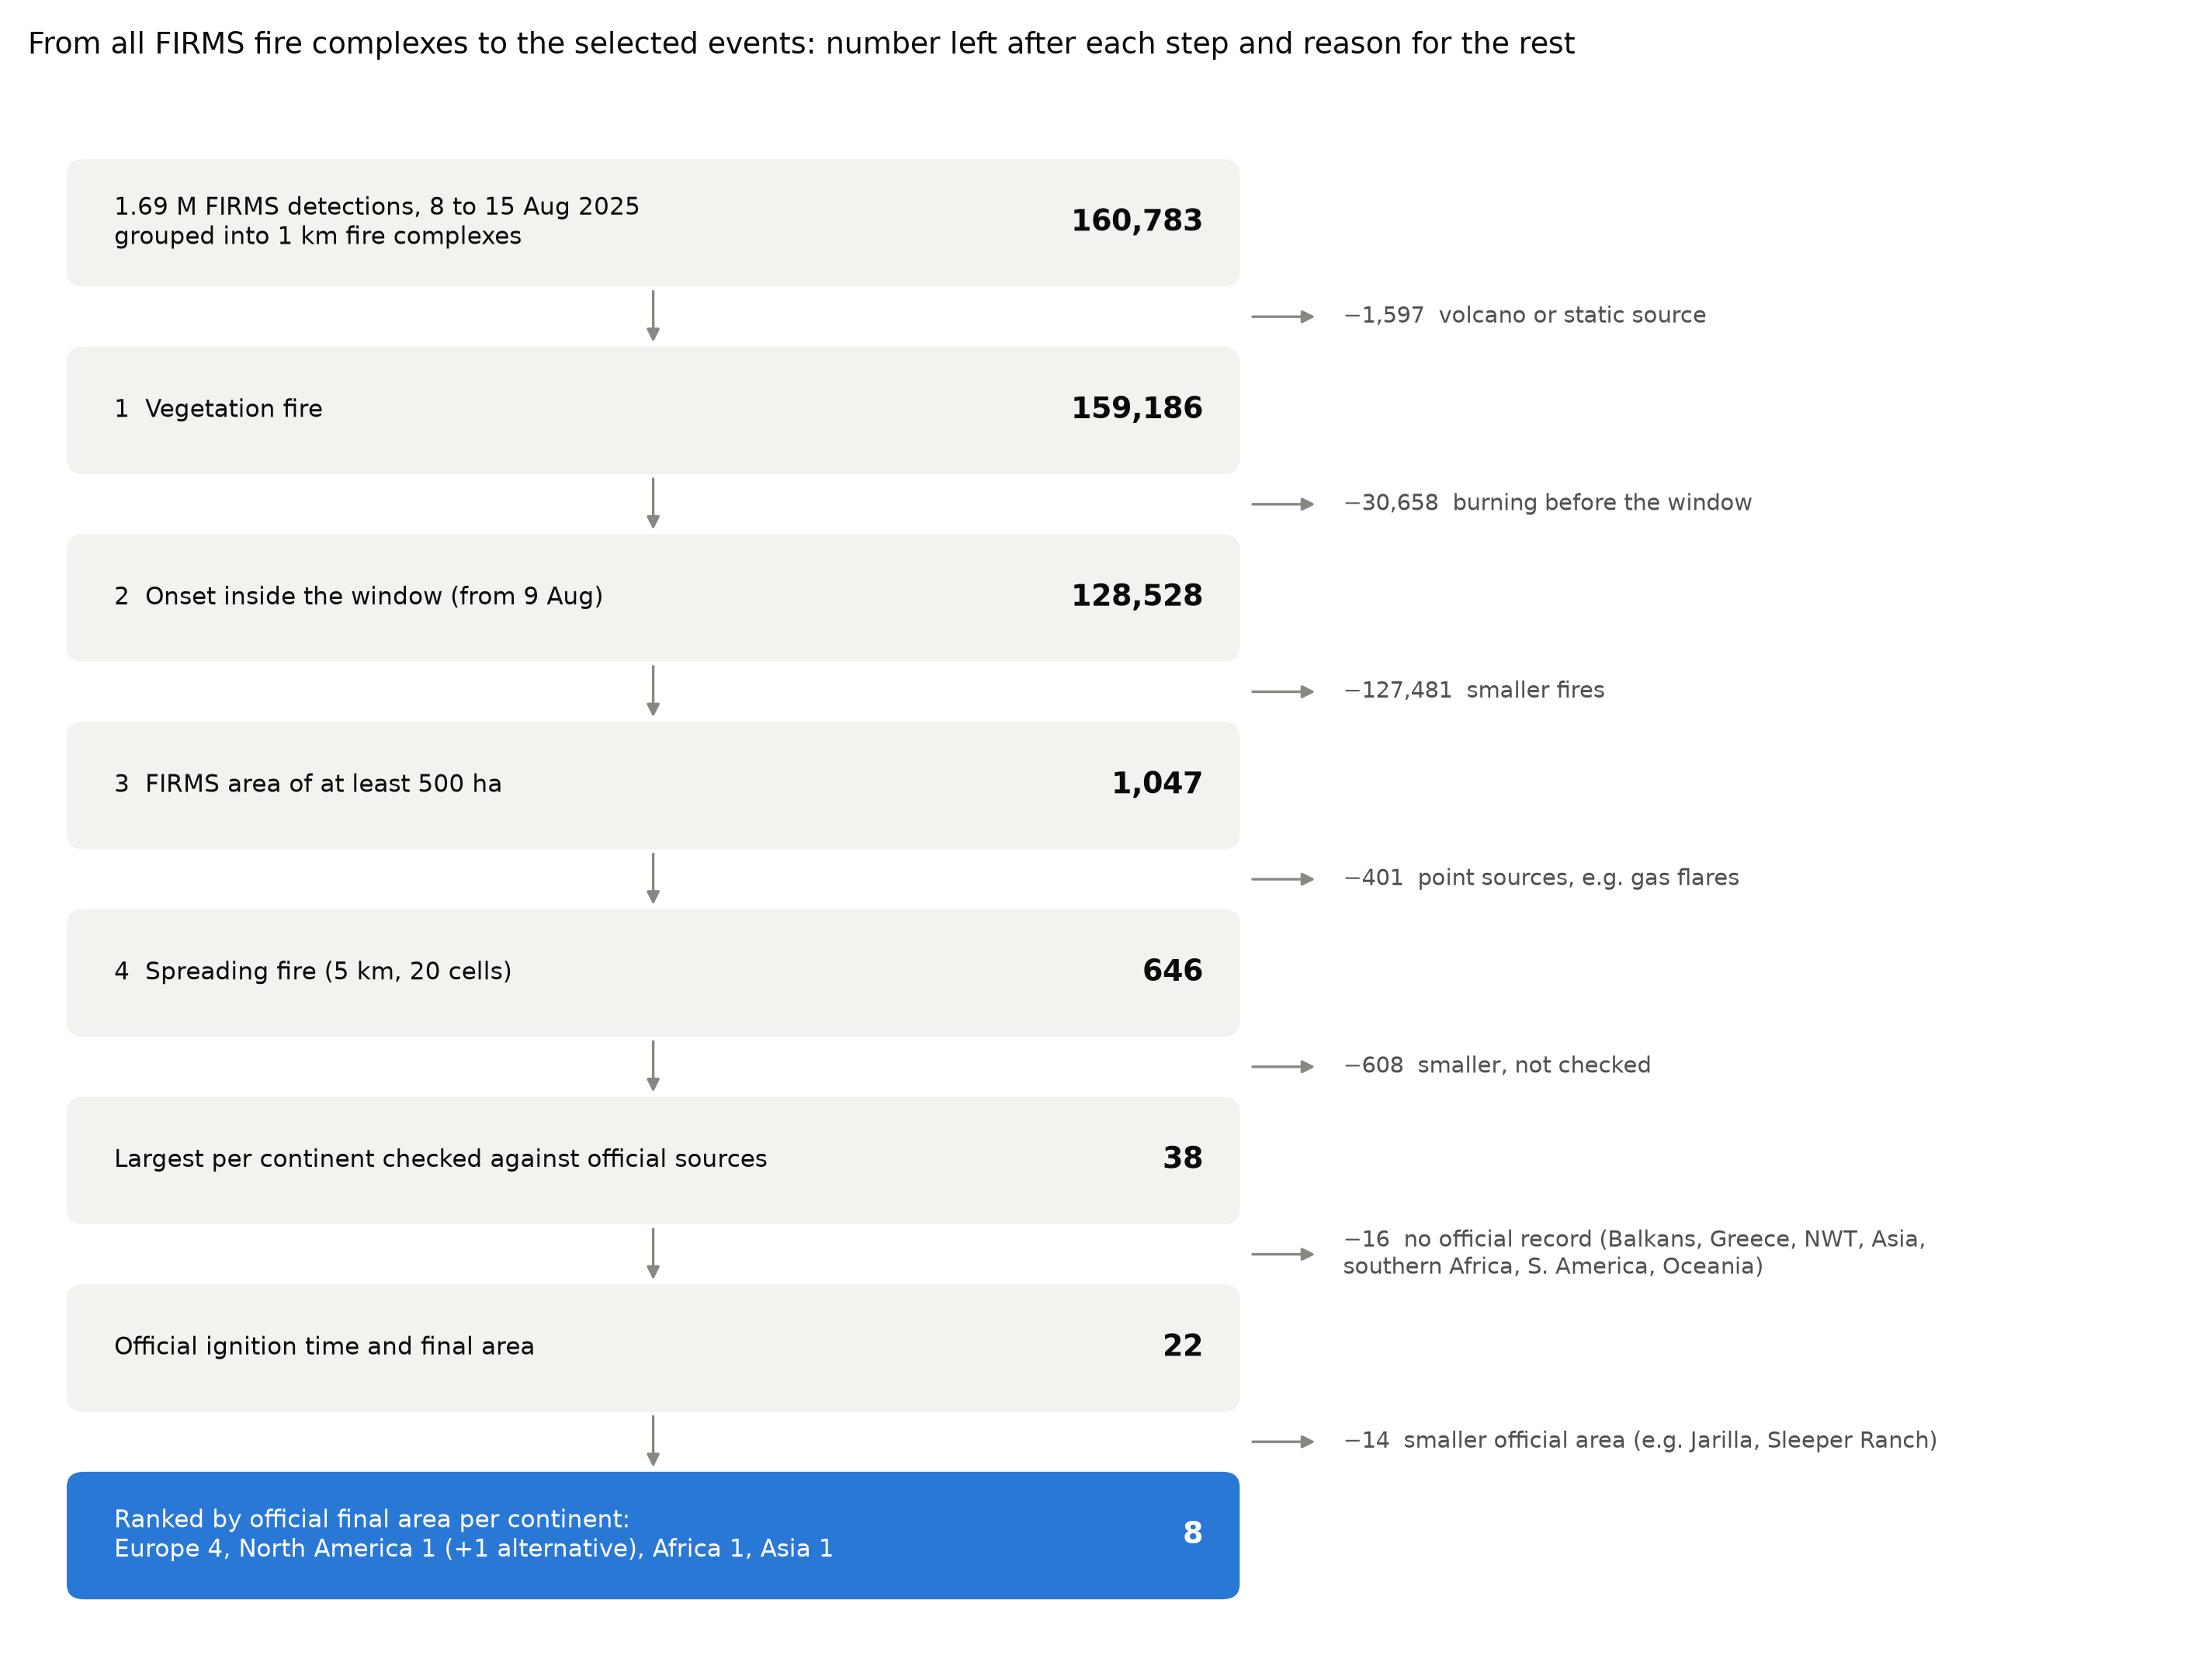 From all FIRMS fire complexes to the selected events: number left after each step and reason for the rest
1.69 M FIRMS detections, 8 to 15 Aug 2025
grouped into 1 km fire complexes
160,783
−1,597  volcano or static source
1  Vegetation fire
159,186
−30,658  burning before the window
2  Onset inside the window (from 9 Aug)
128,528
−127,481  smaller fires
3  FIRMS area of at least 500 ha
1,047
−401  point sources, e.g. gas flares
4  Spreading fire (5 km, 20 cells)
646
−608  smaller, not checked
Largest per continent checked against official sources
38
−16  no official record (Balkans, Greece, NWT, Asia,
southern Africa, S. America, Oceania)
Official ignition time and final area
22
−14  smaller official area (e.g. Jarilla, Sleeper Ranch)
Ranked by official final area per continent:
Europe 4, North America 1 (+1 alternative), Africa 1, Asia 1
8